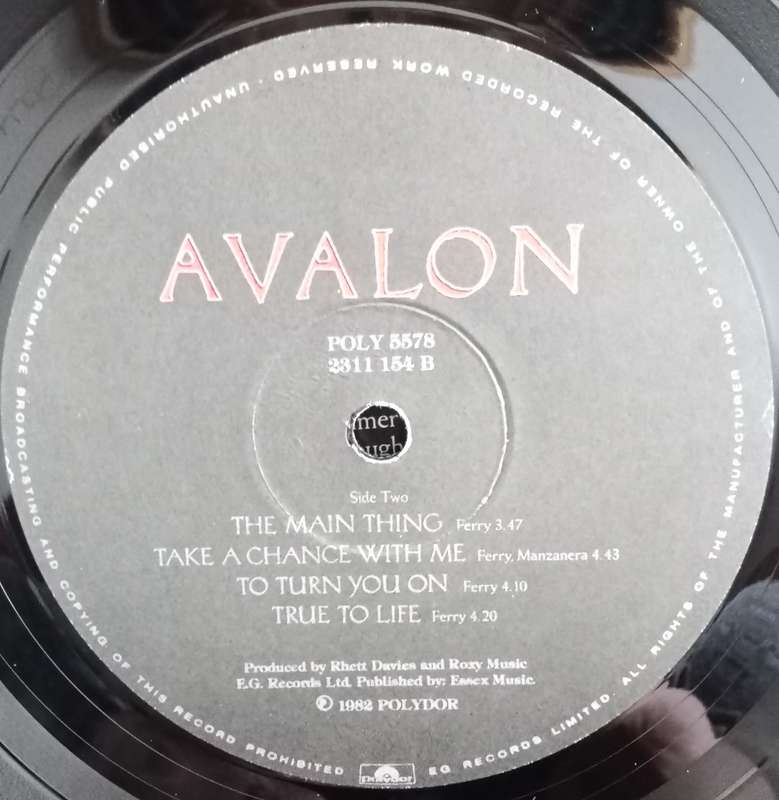 AVALON
POLY 5578
2311 154 B
mer
ough
Side Two
THE MAIN THING Ferry 3.47
TAKE A CHANCE WITH ME Ferry, Manzanera 4.43
TO TURN YOU ON Ferry 4.10
TRUE TO LIFE Ferry 4.20
Produced by Rhett Davies and Roxy Music
E.G. Records Ltd. Published by: Essex Music.
℗ 1982 POLYDOR
polydor
EG RECORDS LIMITED. ALL RIGHTS OF THE MANUFACTURER AND OF THE OWNER OF THE RECORDED WORK RESERVED · UNAUTHORISED PUBLIC PERFORMANCE BROADCASTING AND COPYING OF THIS RECORD PROHIBITED